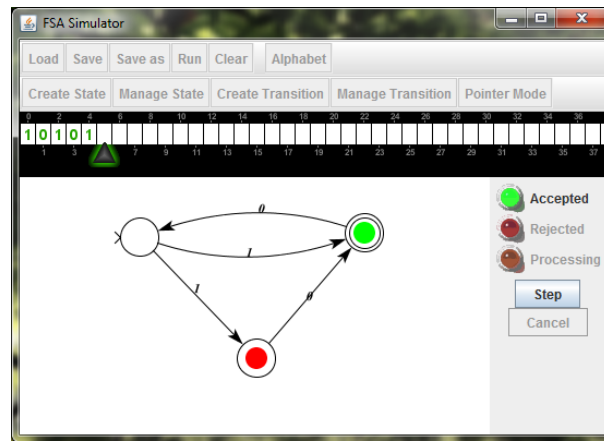 FSA Simulator
Load Save Save as Run Clear Alphabet
Create State Manage State Create Transition Manage Transition Pointer Mode
0 2 4 6 8 10 12 14 16 18 20 22 24 26 28 30 32 34 36
1 0 1 0 1
1 3 7 9 11 13 15 17 19 21 23 25 27 29 31 33 35 37
Accepted
0
Rejected
1
Processing
1 0
Step
Cancel